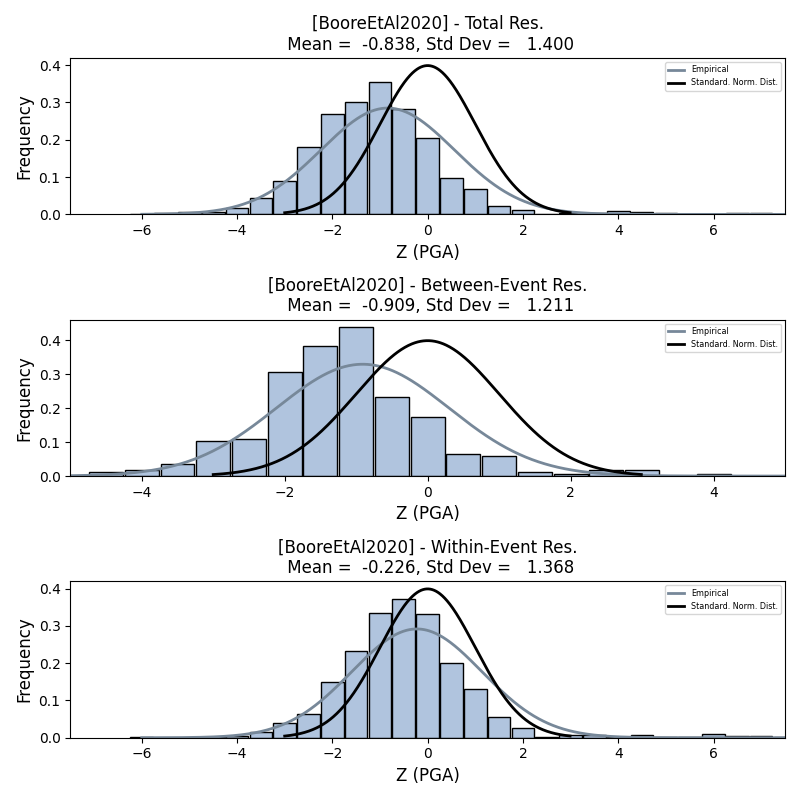 [BooreEtAl2020] - Total Res.
Mean =  -0.838, Std Dev =   1.400
0.4
0.3
0.2
0.1
0.0
Frequency
Empirical
Standard. Norm. Dist.
−6 −4 −2 0 2 4 6
Z (PGA)
[BooreEtAl2020] - Between-Event Res.
Mean =  -0.909, Std Dev =   1.211
0.4
0.3
0.2
0.1
0.0
Frequency
Empirical
Standard. Norm. Dist.
−4 −2 0 2 4
Z (PGA)
[BooreEtAl2020] - Within-Event Res.
Mean =  -0.226, Std Dev =   1.368
0.4
0.3
0.2
0.1
0.0
Frequency
Empirical
Standard. Norm. Dist.
−6 −4 −2 0 2 4 6
Z (PGA)